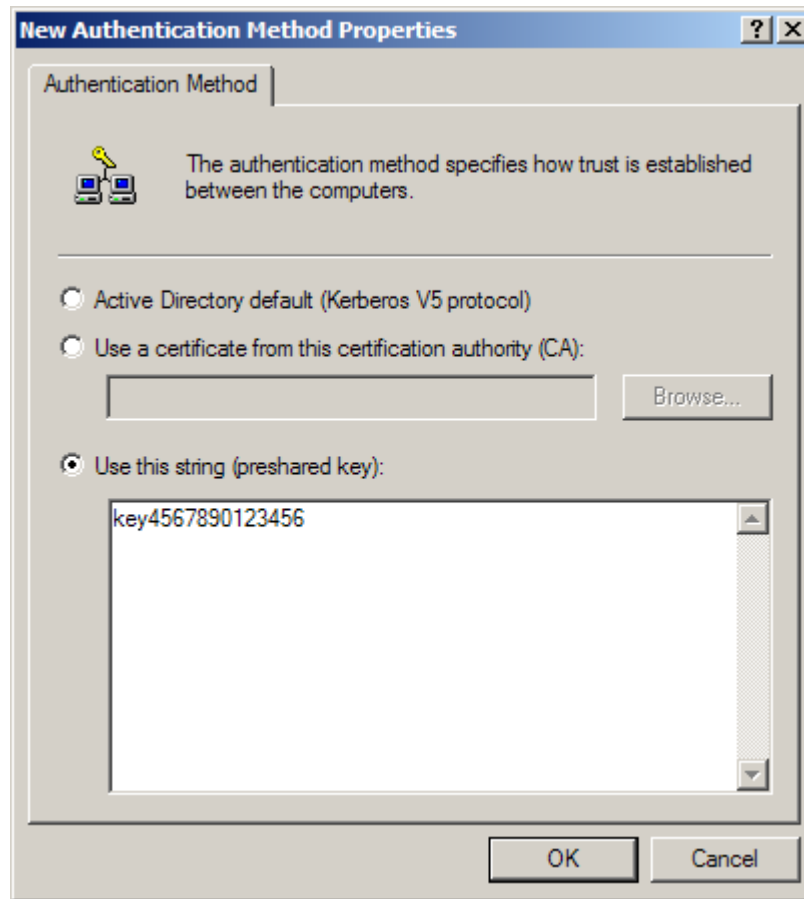 New Authentication Method Properties
Authentication Method
The authentication method specifies how trust is established
between the computers.
Active Directory default (Kerberos V5 protocol)
Use a certificate from this certification authority (CA):
Browse...
Use this string (preshared key):
key4567890123456
OK
Cancel